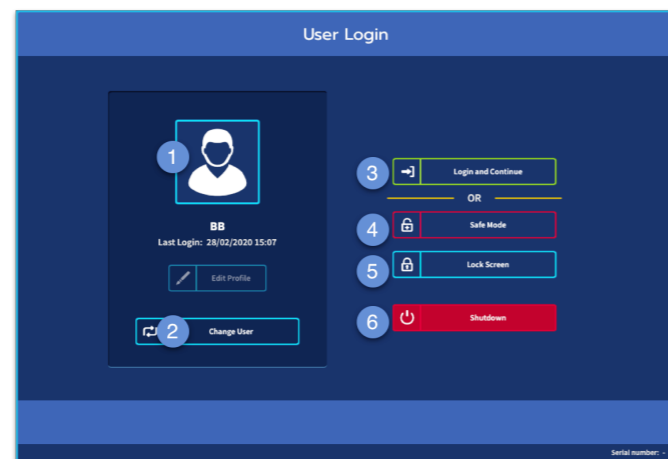 User Login
1
BB
Last Login: 28/02/2020 15:07
Edit Profile
2
Change User
3
Login and Continue
OR
4
Safe Mode
5
Lock Screen
6
Shutdown
Serial number: -